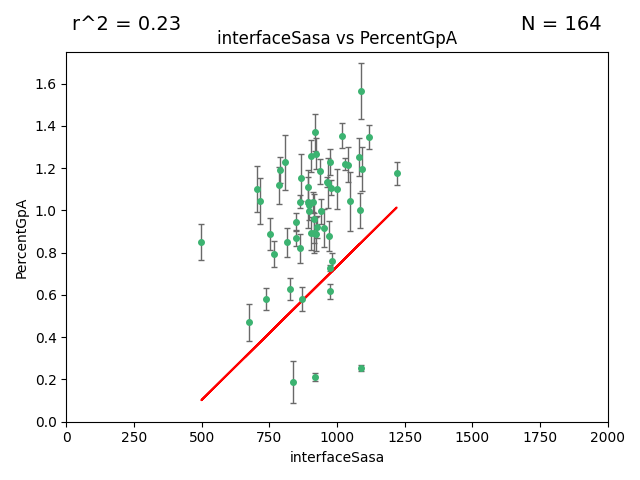 r^2 = 0.23
N = 164
interfaceSasa vs PercentGpA
PercentGpA
1.6
1.4
1.2
1.0
0.8
0.6
0.4
0.2
0.0
0 250 500 750 1000 1250 1500 1750 2000
interfaceSasa